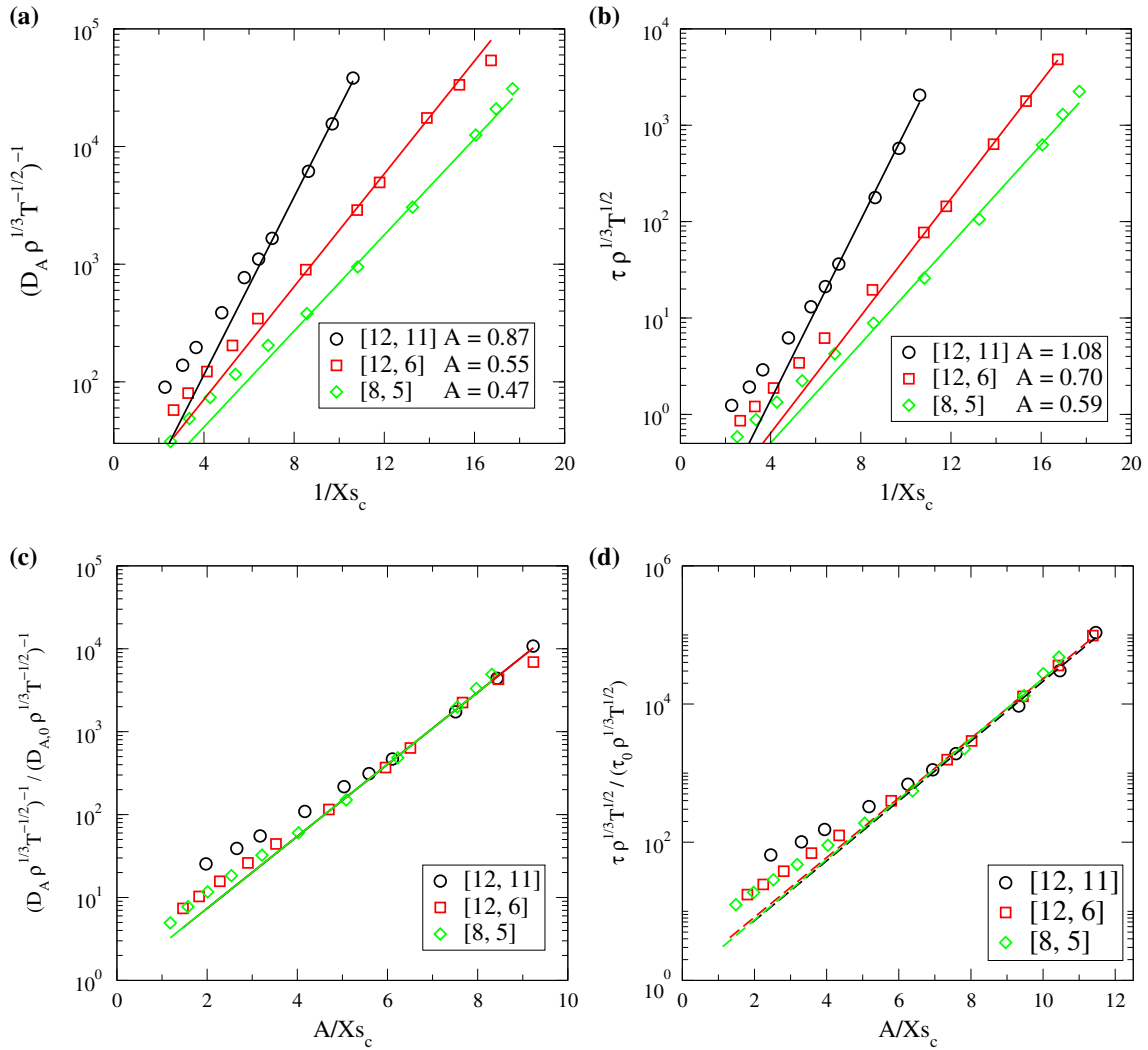 (a)
(b)
10^5
10^4
10^3
10^2
(D_A ρ^{1/3}T^{-1/2})^{-1}
0 4 8 12 16 20
1/Xs_c
[12, 11] A = 0.87
[12, 6] A = 0.55
[8, 5] A = 0.47
10^4
10^3
10^2
10^1
10^0
τ ρ^{1/3}T^{1/2}
0 4 8 12 16 20
1/Xs_c
[12, 11] A = 1.08
[12, 6] A = 0.70
[8, 5] A = 0.59
(c)
(d)
10^5
10^4
10^3
10^2
10^1
10^0
(D_A ρ^{1/3}T^{-1/2})^{-1} / (D_{A,0} ρ^{1/3}T^{-1/2})^{-1}
0 2 4 6 8 10
A/Xs_c
[12, 11]
[12, 6]
[8, 5]
10^6
10^4
10^2
10^0
τ ρ^{1/3}T^{1/2} / (τ_0 ρ^{1/3}T^{1/2})
0 2 4 6 8 10 12
A/Xs_c
[12, 11]
[12, 6]
[8, 5]